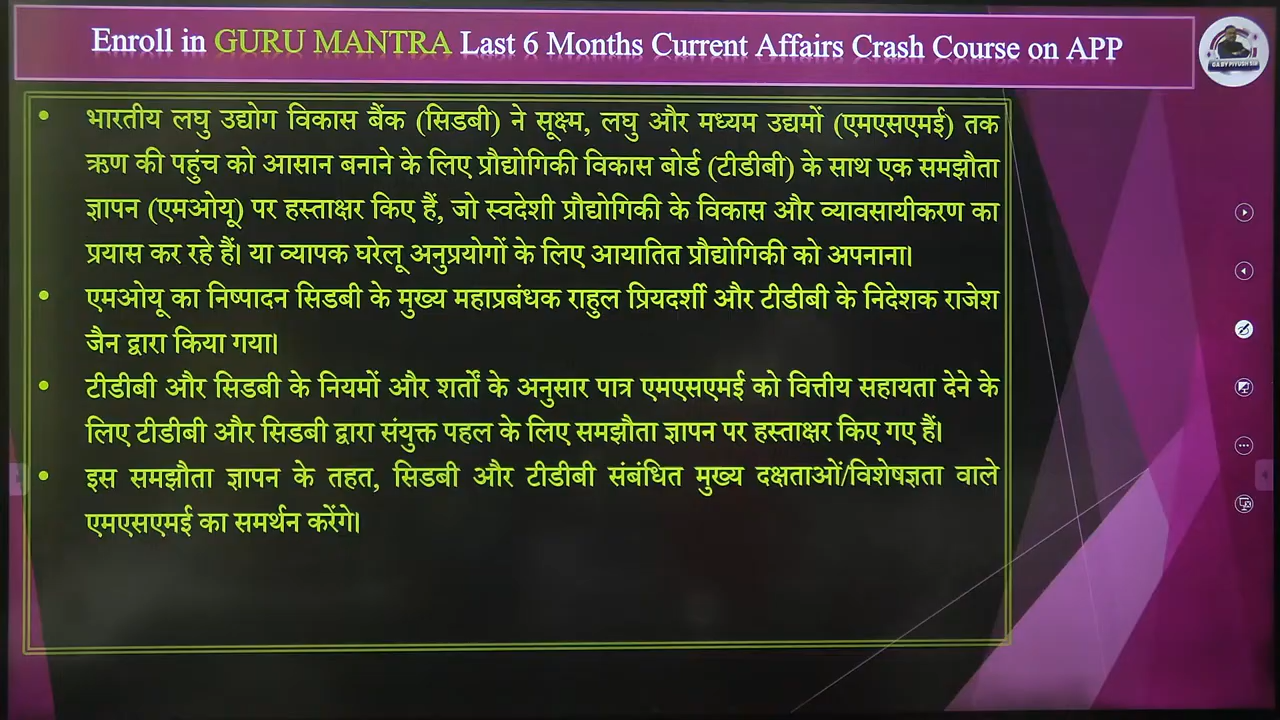 Enroll in GURU MANTRA Last 6 Months Current Affairs Crash Course on APP
GA BY PIYUSH SIR
• भारतीय लघु उद्योग विकास बैंक (सिडबी) ने सूक्ष्म, लघु और मध्यम उद्यमों (एमएसएमई) तक
ऋण की पहुंच को आसान बनाने के लिए प्रौद्योगिकी विकास बोर्ड (टीडीबी) के साथ एक समझौता
ज्ञापन (एमओयू) पर हस्ताक्षर किए हैं, जो स्वदेशी प्रौद्योगिकी के विकास और व्यावसायीकरण का
प्रयास कर रहे हैं। या व्यापक घरेलू अनुप्रयोगों के लिए आयातित प्रौद्योगिकी को अपनाना।
• एमओयू का निष्पादन सिडबी के मुख्य महाप्रबंधक राहुल प्रियदर्शी और टीडीबी के निदेशक राजेश
जैन द्वारा किया गया।
• टीडीबी और सिडबी के नियमों और शर्तों के अनुसार पात्र एमएसएमई को वित्तीय सहायता देने के
लिए टीडीबी और सिडबी द्वारा संयुक्त पहल के लिए समझौता ज्ञापन पर हस्ताक्षर किए गए हैं।
• इस समझौता ज्ञापन के तहत, सिडबी और टीडीबी संबंधित मुख्य दक्षताओं/विशेषज्ञता वाले
एमएसएमई का समर्थन करेंगे।